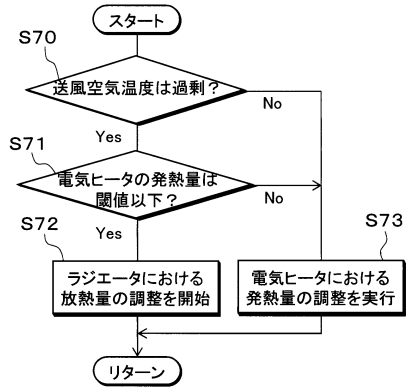 スタート
S70
送風空気温度は過剰？
No
Yes
S71
電気ヒータの発熱量は
閾値以下？
No
Yes
S72
ラジエータにおける
放熱量の調整を開始
S73
電気ヒータにおける
発熱量の調整を実行
リターン